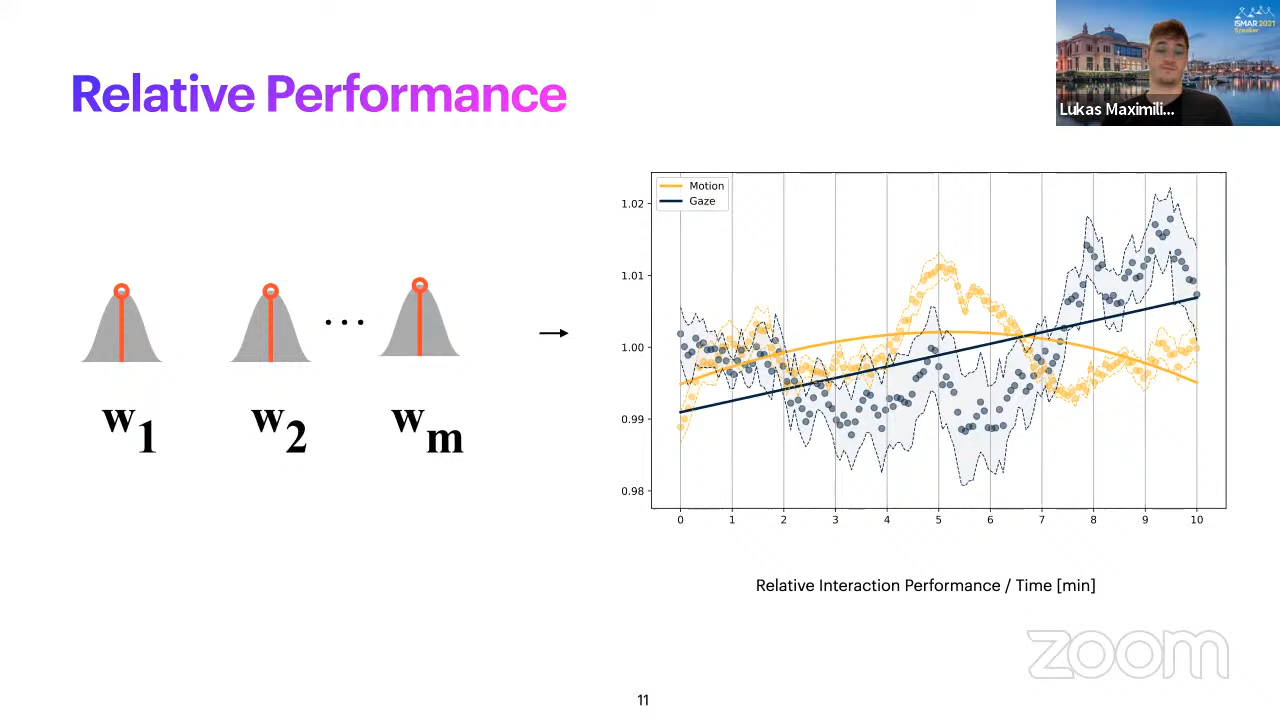 ISMAR 2021
Speaker
Relative Performance
Lukas Maximili...
Motion
Gaze
1.02
1.01
1.00
0.99
0.98
0 1 2 3 4 5 6 7 8 9 10
w1 w2 ... wm
Relative Interaction Performance / Time [min]
zoom
11